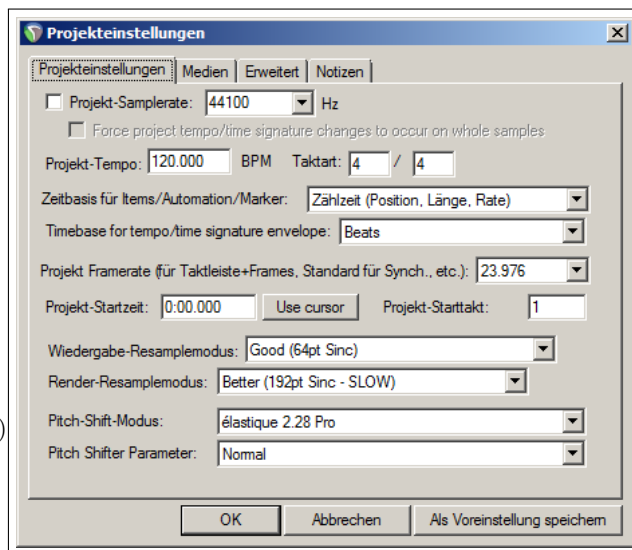 Projekteinstellungen
Projekteinstellungen Medien Erweitert Notizen
Projekt-Samplerate: 44100 Hz
Force project tempo/time signature changes to occur on whole samples
Projekt-Tempo: 120.000 BPM Taktart: 4 / 4
Zeitbasis für Items/Automation/Marker: Zählzeit (Position, Länge, Rate)
Timebase for tempo/time signature envelope: Beats
Projekt Framerate (für Taktleiste+Frames, Standard für Synch., etc.): 23.976
Projekt-Startzeit: 0:00.000 Use cursor Projekt-Starttakt: 1
Wiedergabe-Resamplemodus: Good (64pt Sinc)
Render-Resamplemodus: Better (192pt Sinc - SLOW)
)
Pitch-Shift-Modus: élastique 2.28 Pro
Pitch Shifter Parameter: Normal
OK Abbrechen Als Voreinstellung speichern